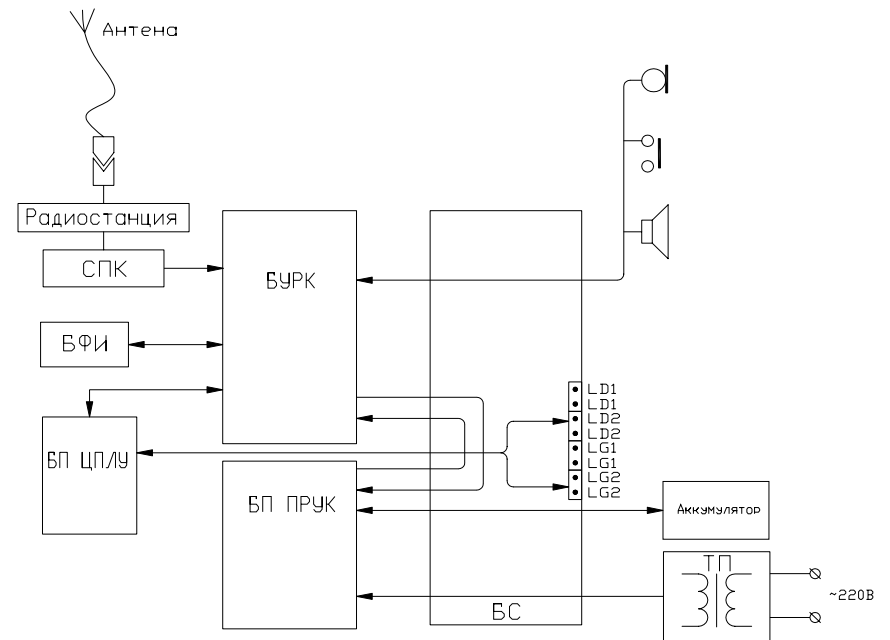 Антена
Радиостанция
СПК
БУРК
БФИ
LD1
LD1
LD2
LD2
LG1
LG1
LG2
LG2
БП ЦПЛУ
БП ПРУК
Аккумулятор
ТП
~220В
БС